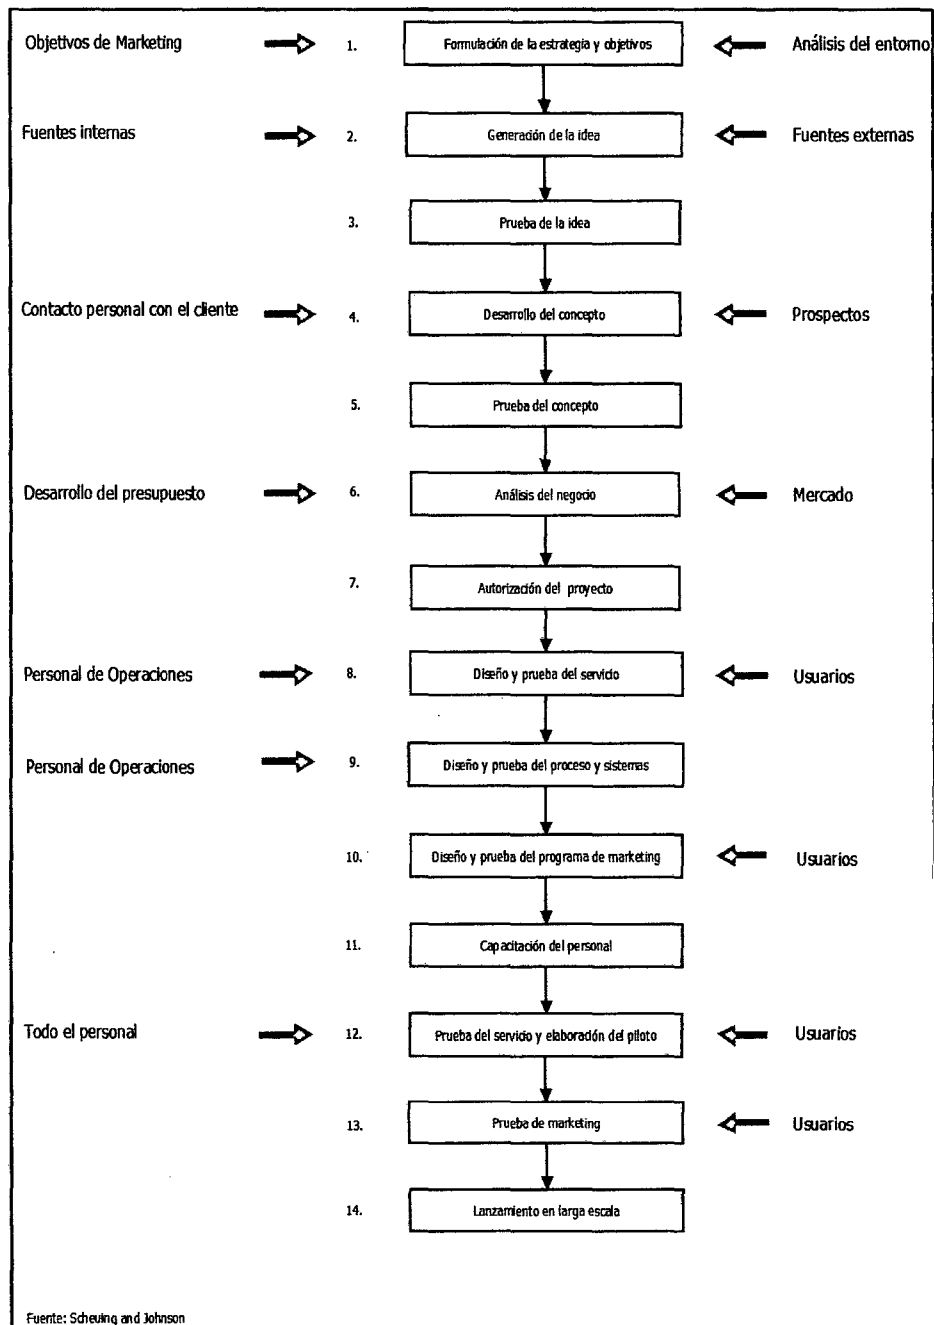 Objetivos de Marketing 1. Formulación de la estrategia y objetivos Análisis del entorno
Fuentes internas 2. Generación de la idea Fuentes externas
3. Prueba de la idea
Contacto personal con el cliente 4. Desarrollo del concepto Prospectos
5. Prueba del concepto
Desarrollo del presupuesto 6. Análisis del negocio Mercado
7. Autorización del proyecto
Personal de Operaciones 8. Diseño y prueba del servicio Usuarios
Personal de Operaciones 9. Diseño y prueba del proceso y sistemas
10. Diseño y prueba del programa de marketing Usuarios
11. Capacitación del personal
Todo el personal 12. Prueba del servicio y elaboración del piloto Usuarios
13. Prueba de marketing Usuarios
14. Lanzamiento en larga escala
Fuente: Scheuing and Johnson